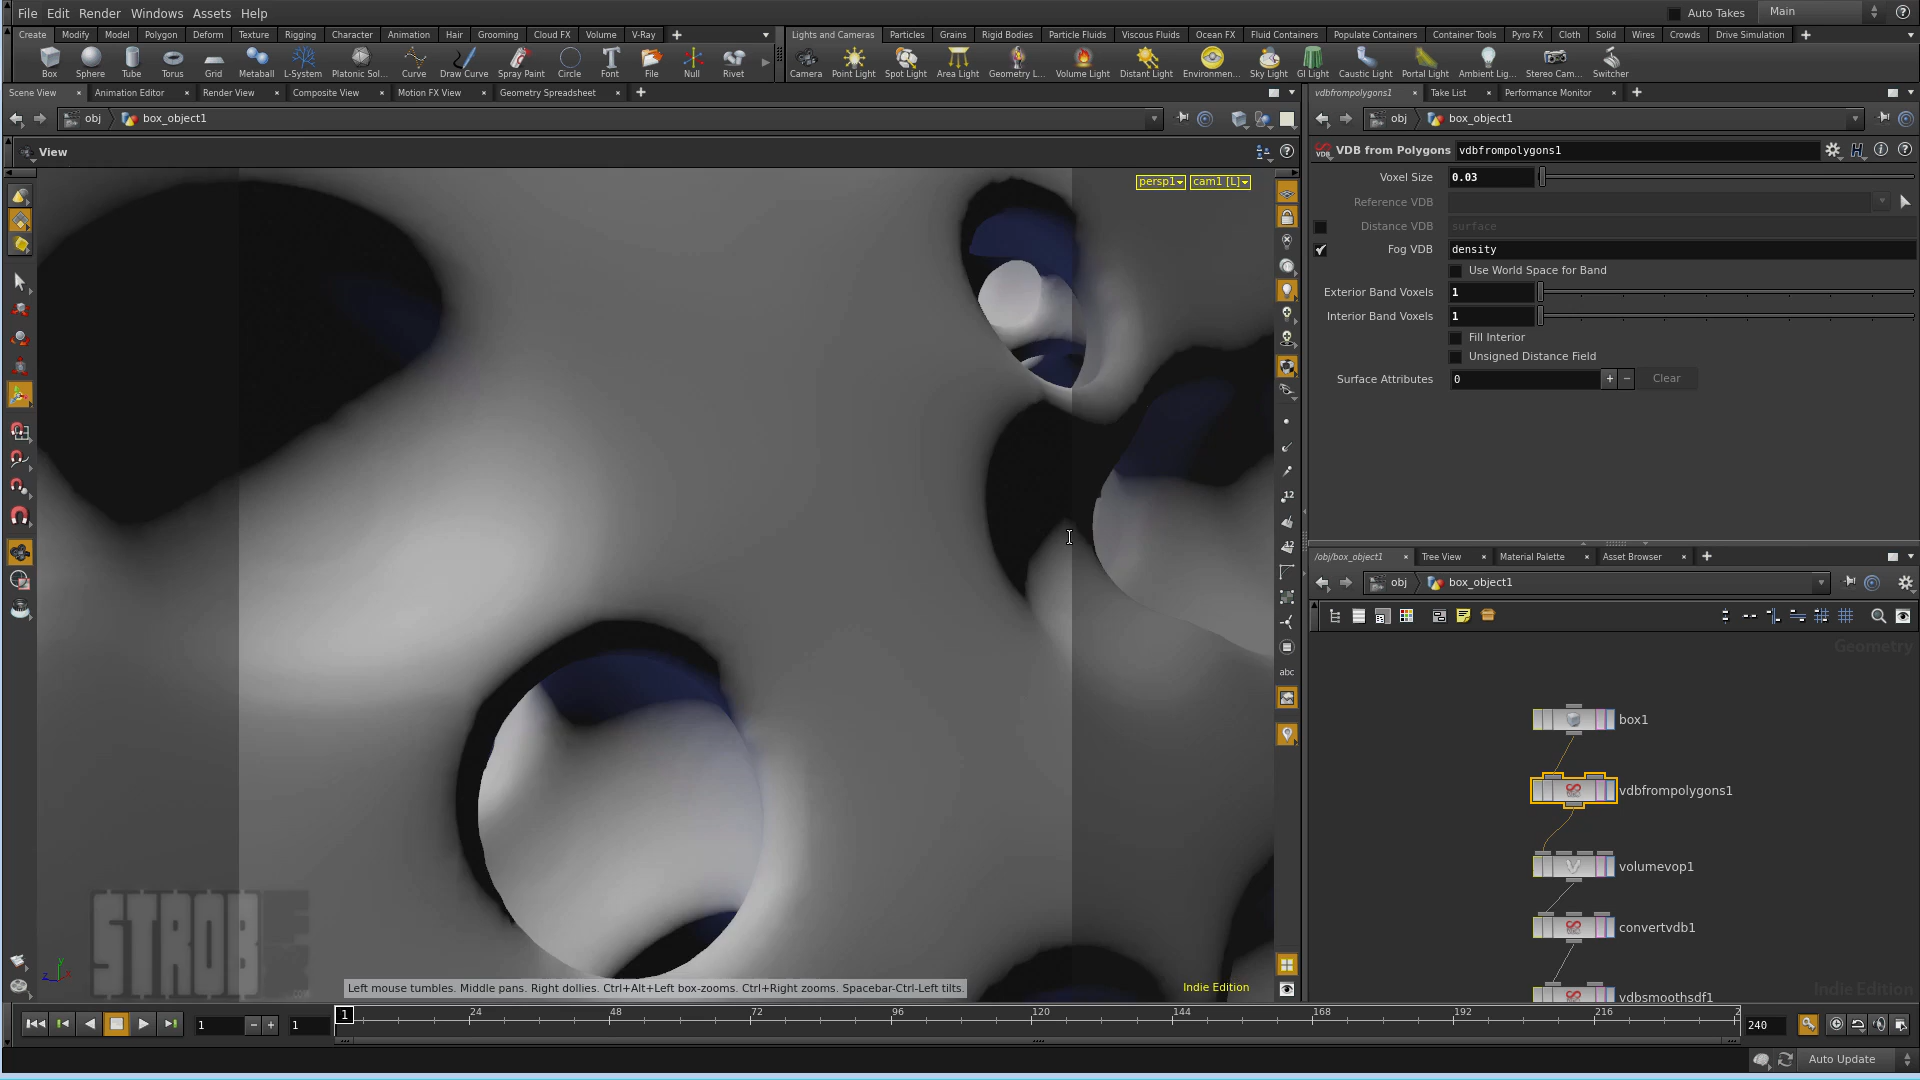 File Edit Render Windows Assets Help
Auto Takes Main
Create Modify Model Polygon Deform Texture Rigging Character Animation Hair Grooming Cloud FX Volume V-Ray
Lights and Cameras Particles Grains Rigid Bodies Particle Fluids Viscous Fluids Ocean FX Fluid Containers Populate Containers Container Tools Pyro FX Cloth Solid Wires Crowds Drive Simulation
Box Sphere Tube Torus Grid Metaball L-System Platonic Sol... Curve Draw Curve Spray Paint Circle Font File Null Rivet
Camera Point Light Spot Light Area Light Geometry L... Volume Light Distant Light Environmen... Sky Light GI Light Caustic Light Portal Light Ambient Lig... Stereo Cam... Switcher
Scene View Animation Editor Render View Composite View Motion FX View Geometry Spreadsheet
vdbfrompolygons1 Take List Performance Monitor
obj box_object1
obj box_object1
View
VDB from Polygons vdbfrompolygons1
persp1 cam1 [L]
Voxel Size 0.03
Reference VDB
Distance VDB surface
Fog VDB density
Use World Space for Band
Exterior Band Voxels 1
Interior Band Voxels 1
Fill Interior
Unsigned Distance Field
Surface Attributes 0 + − Clear
12
12
abc
/obj/box_object1 Tree View Material Palette Asset Browser
obj box_object1
Geometry
box1
vdbfrompolygons1
volumevop1
convertvdb1
vdbsmoothsdf1
Indie Edition
STROB
Left mouse tumbles. Middle pans. Right dollies. Ctrl+Alt+Left box-zooms. Ctrl+Right zooms. Spacebar-Ctrl-Left tilts.
Indie Edition
1 1 1 24 48 72 96 120 144 168 192 216 2 240
Auto Update